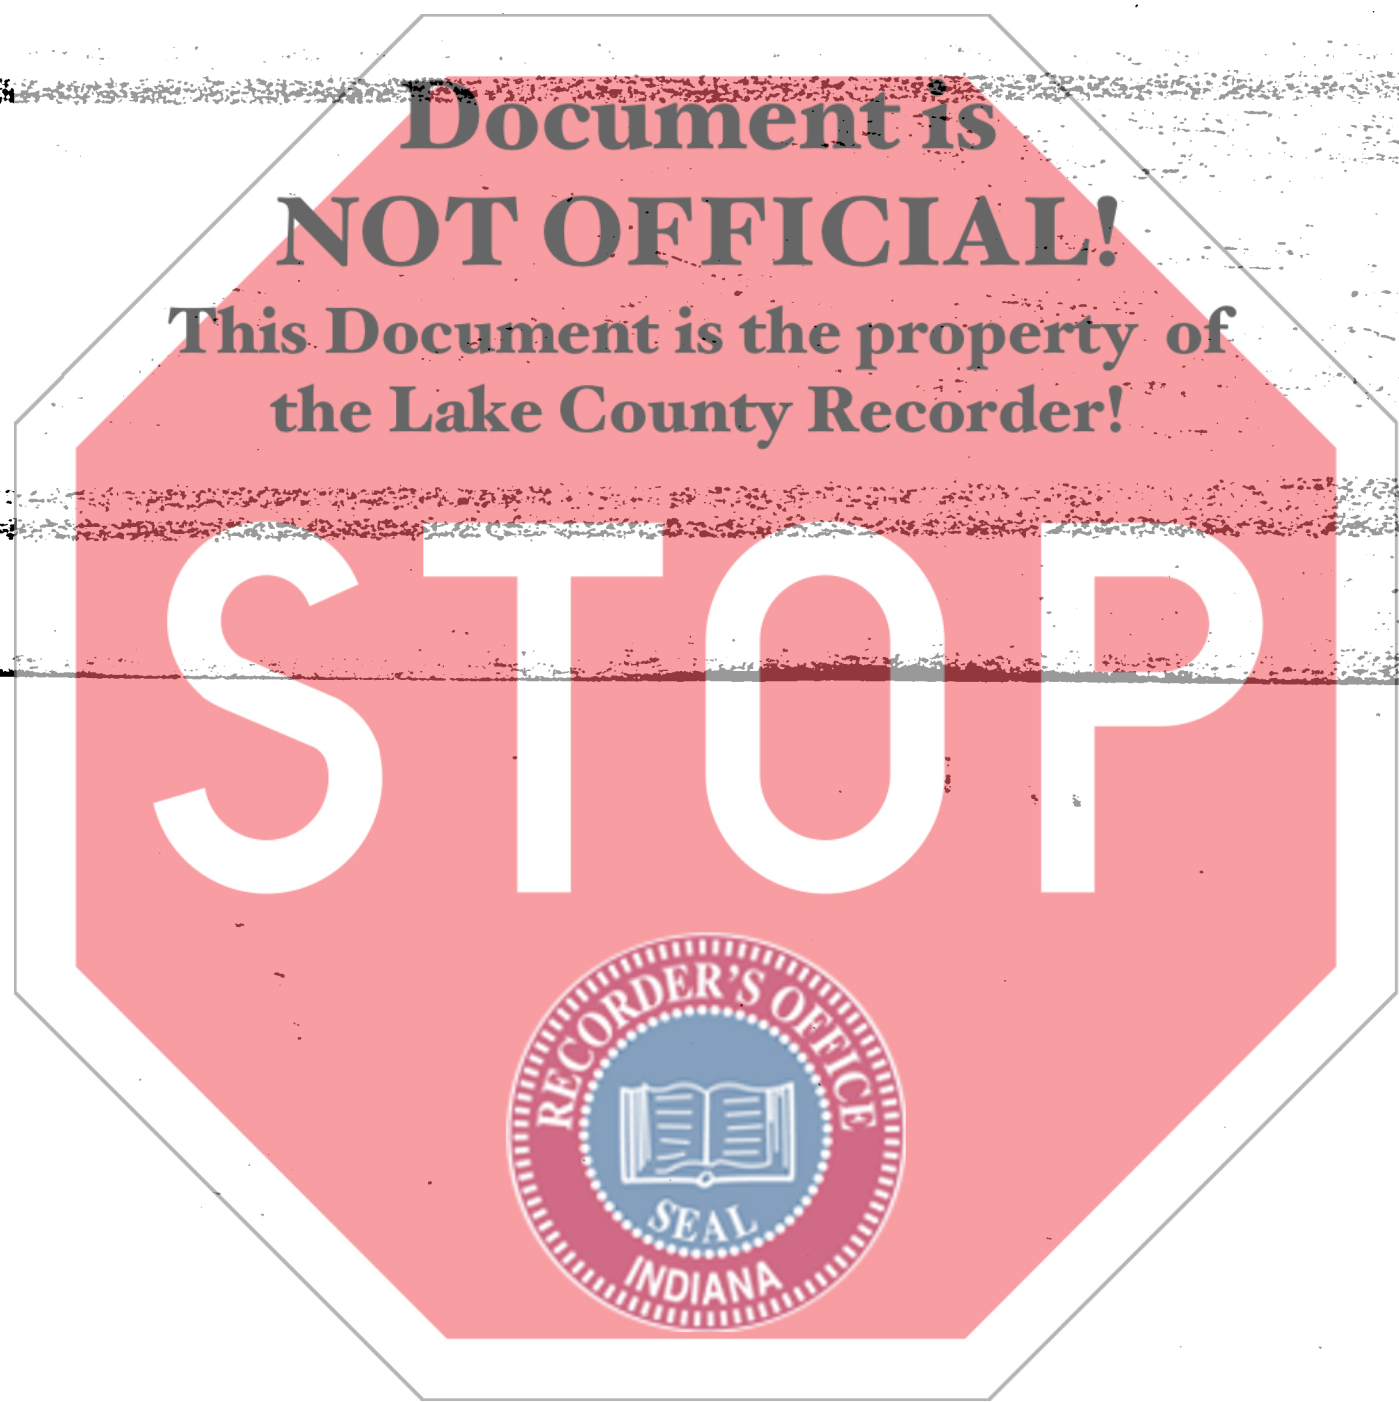 Document is
NOT OFFICIAL!
This Document is the property of
the Lake County Recorder!
STOP
RECORDER'S OFFICE
SEAL
INDIANA